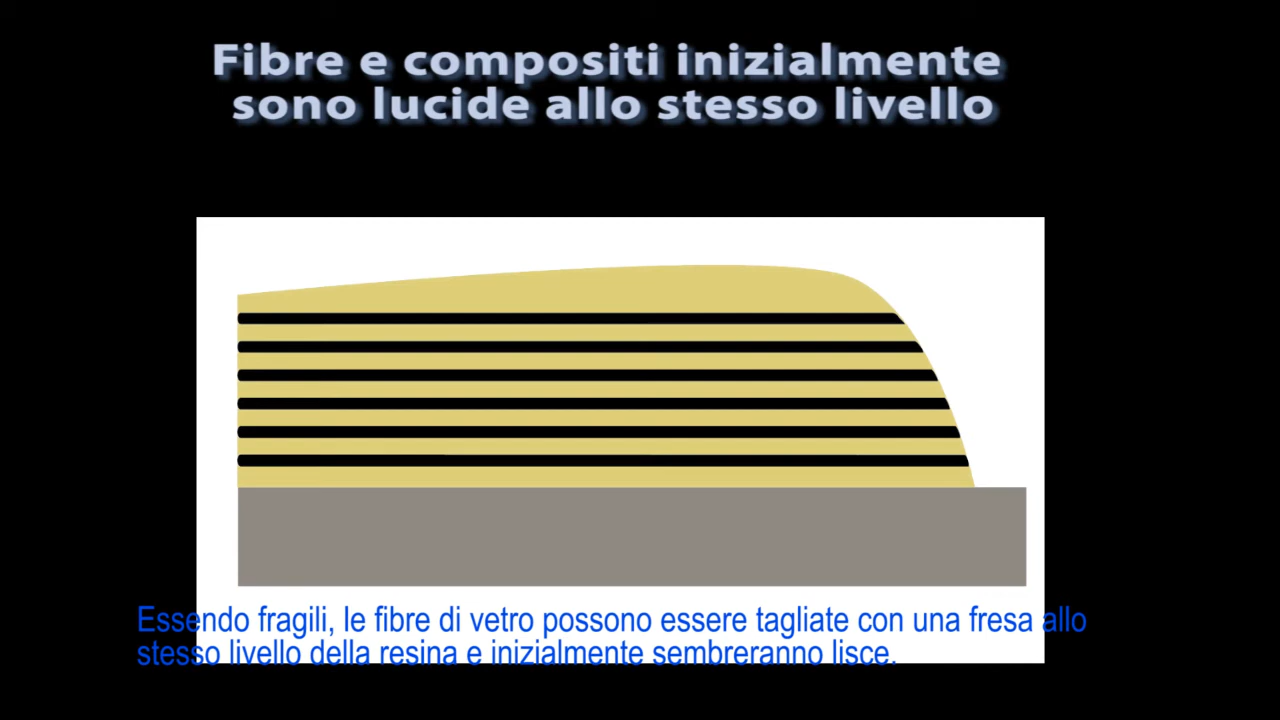 Fibre e compositi inizialmente
sono lucide allo stesso livello
Essendo fragili, le fibre di vetro possono essere tagliate con una fresa allo
stesso livello della resina e inizialmente sembreranno lisce.